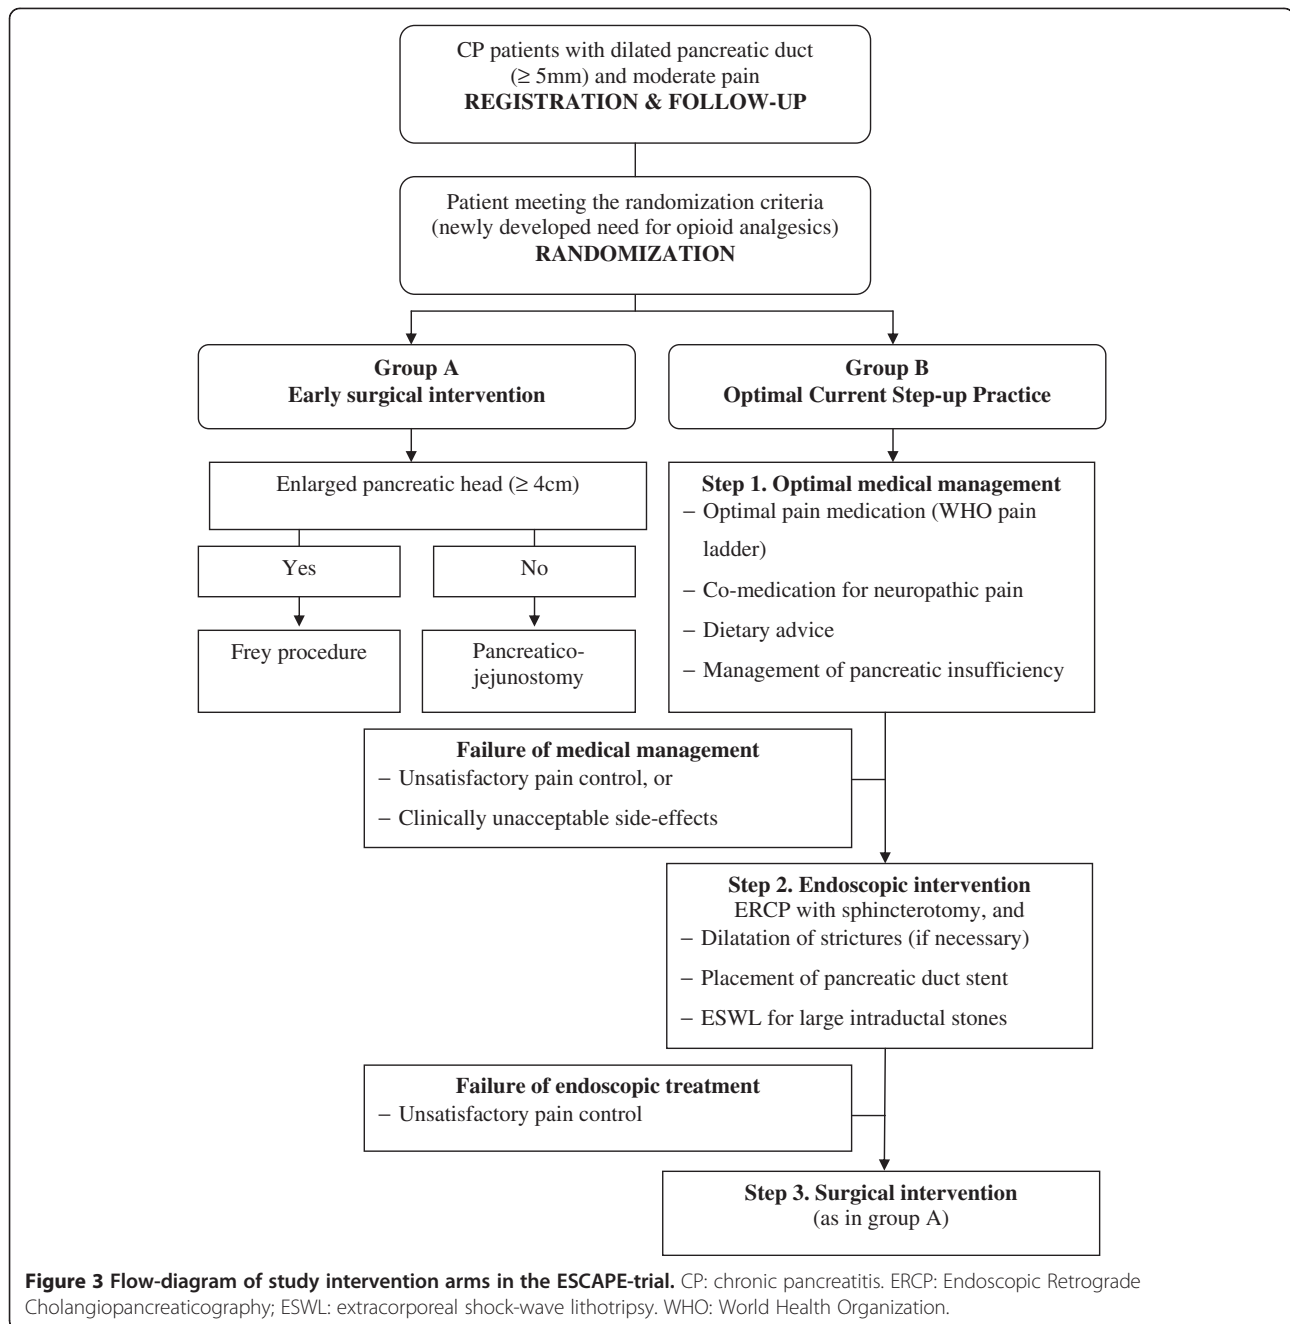 CP patients with dilated pancreatic duct
(≥ 5mm) and moderate pain
REGISTRATION & FOLLOW-UP
Patient meeting the randomization criteria
(newly developed need for opioid analgesics)
RANDOMIZATION
Group A
Early surgical intervention
Group B
Optimal Current Step-up Practice
Enlarged pancreatic head (≥ 4cm)
Yes
No
Frey procedure
Pancreatico-
jejunostomy
Step 1. Optimal medical management
– Optimal pain medication (WHO pain
ladder)
– Co-medication for neuropathic pain
– Dietary advice
– Management of pancreatic insufficiency
Failure of medical management
– Unsatisfactory pain control, or
– Clinically unacceptable side-effects
Step 2. Endoscopic intervention
ERCP with sphincterotomy, and
– Dilatation of strictures (if necessary)
– Placement of pancreatic duct stent
– ESWL for large intraductal stones
Failure of endoscopic treatment
– Unsatisfactory pain control
Step 3. Surgical intervention
(as in group A)
Figure 3 Flow-diagram of study intervention arms in the ESCAPE-trial. CP: chronic pancreatitis. ERCP: Endoscopic Retrograde
Cholangiopancreaticography; ESWL: extracorporeal shock-wave lithotripsy. WHO: World Health Organization.